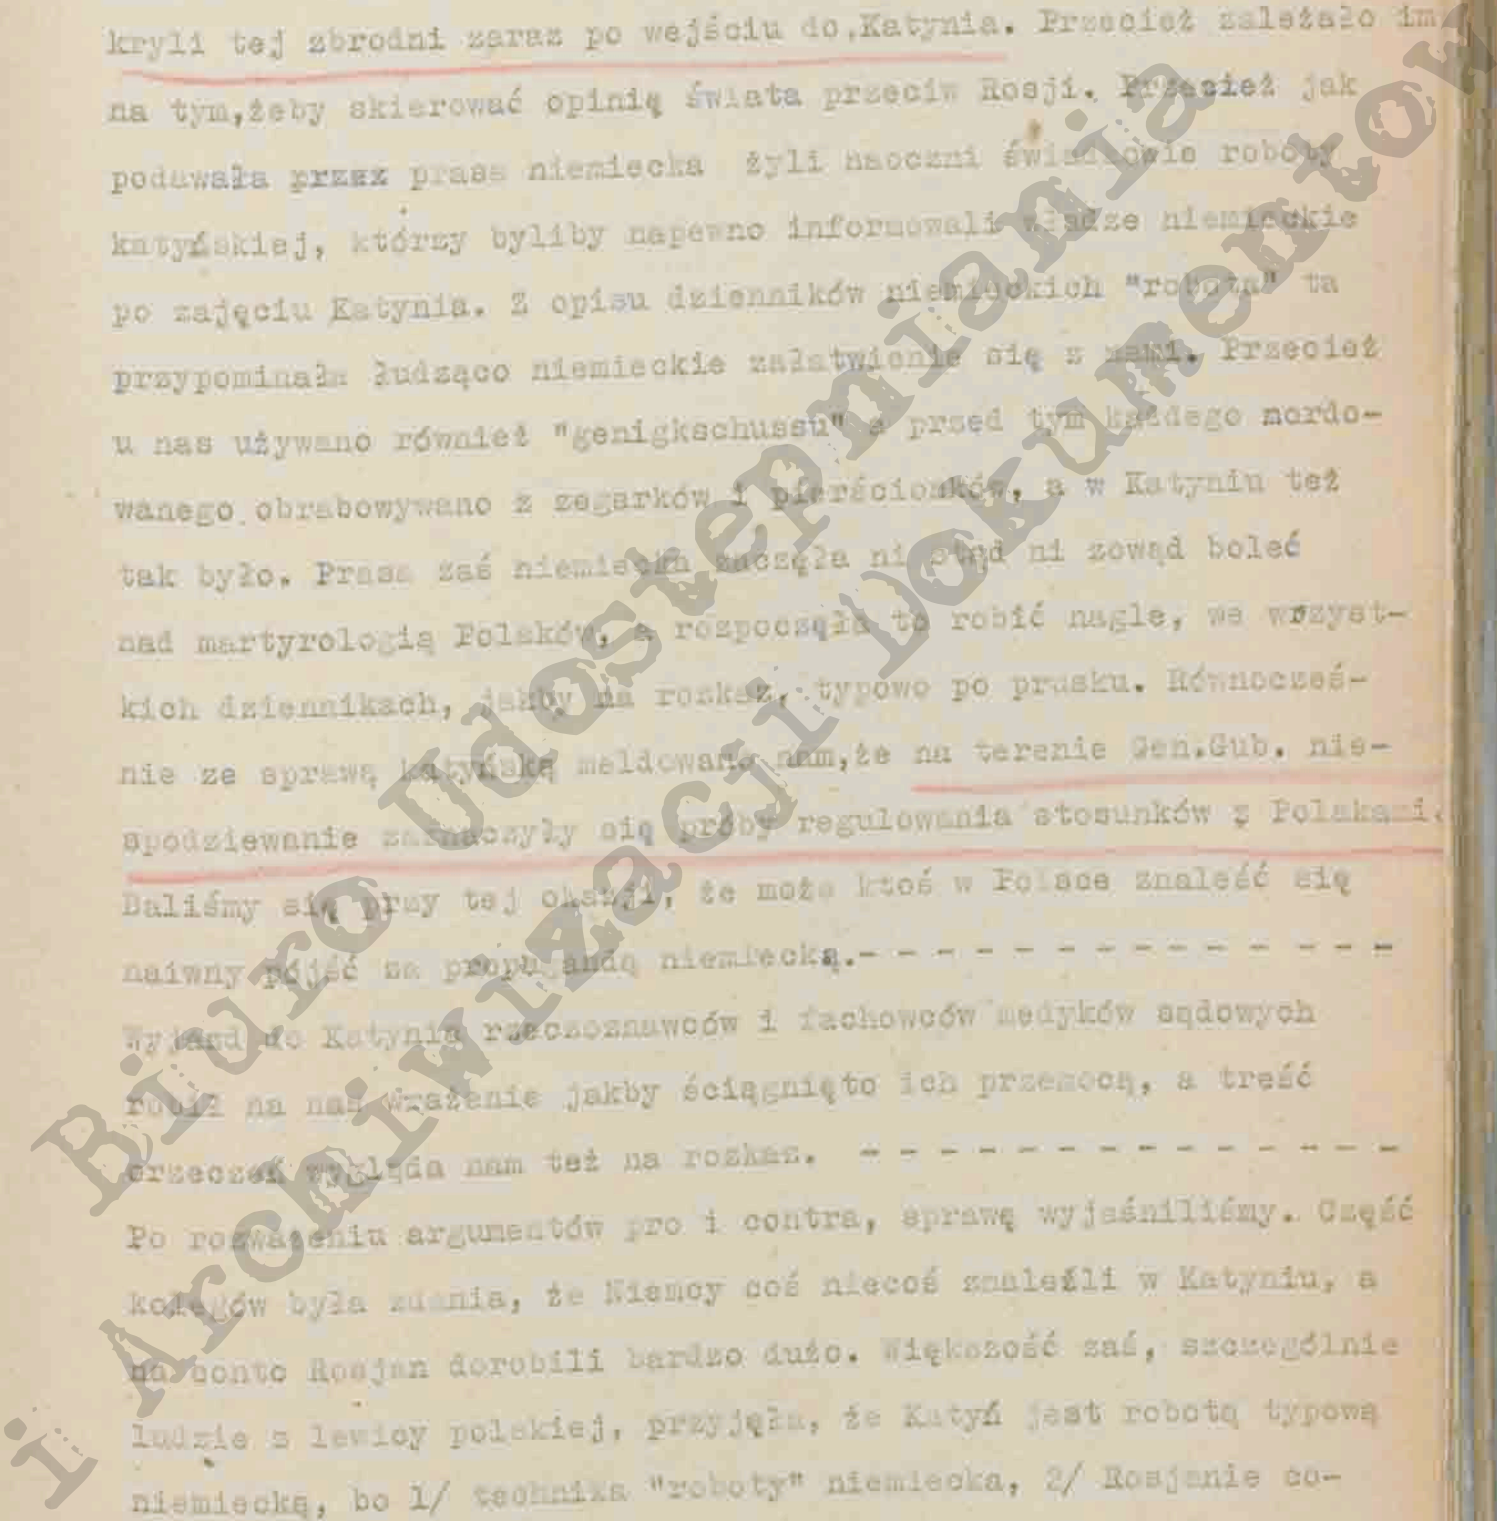 kryli tej zbrodni zaraz po wejściu do.Katynia. Przecież zależało im
na tym,żeby skierować opinię świata przeciw Rosji. Przecież jak
podawała przez prasa niemiecka żyli naoczni świadkowie roboty
katyńskiej, którzy byliby napewno informowali władze niemieckie
po zajęciu Katynia. Z opisu dzienników niemieckich "robota" ta
przypominała łudząco niemieckie załatwienie się z nami. Przecież
u nas używano również "genigkschussu" a przed tym każdego mordo-
wanego obrabowywano z zegarków i pierścionków, a w Katyniu też
tak było. Prasa zaś niemiecka zaczęła ni stąd ni zowąd boleć
nad martyrologią Polaków, a rozpoczęła to robić nagle, we wszyst-
kich dziennikach, jakby na rozkaz, typowo po prusku. Równocześ-
nie ze sprawą katyńską meldowano nam,że na terenie Gen.Gub. nie-
spodziewanie zaznaczyły się próby regulowania stosunków z Polakami.
Baliśmy się przy tej okazji, że może ktoś w Polsce znaleść się
naiwny pójść za propagandą niemiecką.- - - - - - - - - - - - - -
Wyjazd do Katynia rzeczoznawców i fachowców medyków sądowych
robił na nas wrażenie jakby ściągnięto ich przemocą, a treść
orzeczeń wygląda nam też na rozkaz. - - - - - - - - - - - - - -
Po rozważeniu argumentów pro i contra, sprawę wyjaśniliśmy. Część
kolegów była zdania, że Niemcy coś niecoś znaleźli w Katyniu, a
na conto Rosjan dorobili bardzo dużo. Większość zaś, szczególnie
ludzie z lewicy polskiej, przyjęła, że Katyń jest robotą typową
niemiecką, bo 1/ technika "roboty" niemiecka, 2/ Rosjanie co-
Biuro Udostępniania
i Archiwizacji Dokumentów